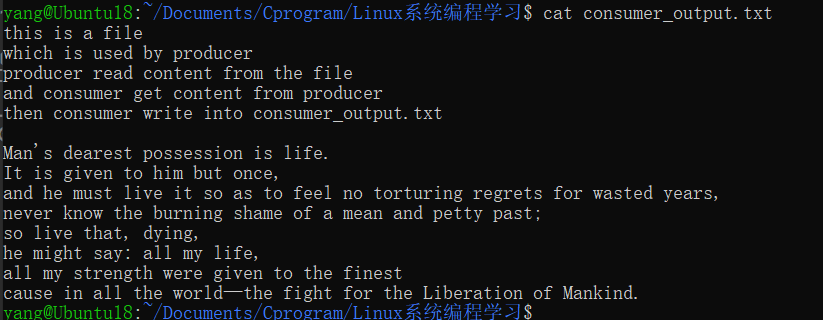 yang@Ubuntu18:~/Documents/Cprogram/Linux系统编程学习$ cat consumer_output.txt
this is a file
which is used by producer
producer read content from the file
and consumer get content from producer
then consumer write into consumer_output.txt

Man's dearest possession is life.
It is given to him but once,
and he must live it so as to feel no torturing regrets for wasted years,
never know the burning shame of a mean and petty past;
so live that, dying,
he might say: all my life,
all my strength were given to the finest
cause in all the world—the fight for the Liberation of Mankind.
yang@Ubuntu18:~/Documents/Cprogram/Linux系统编程学习$